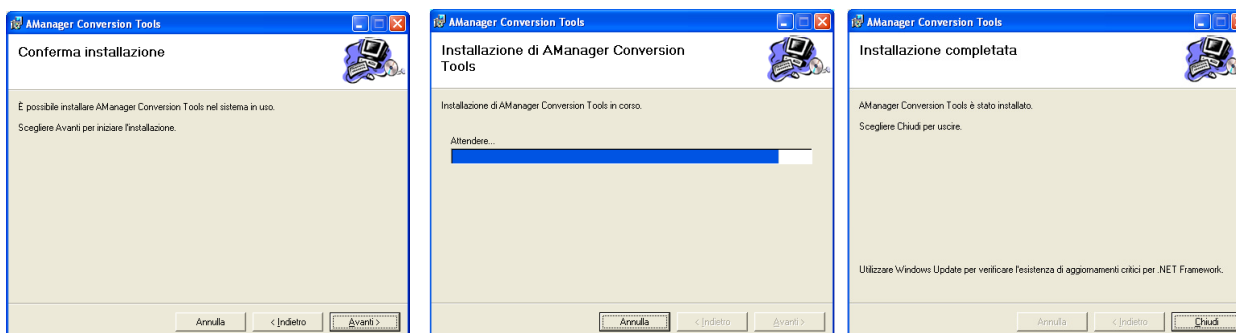 AManager Conversion Tools
Conferma installazione
È possibile installare AManager Conversion Tools nel sistema in uso.
Scegliere Avanti per iniziare l'installazione.
Annulla
< Indietro
Avanti >
AManager Conversion Tools
Installazione di AManager Conversion
Tools
Installazione di AManager Conversion Tools in corso.
Attendere...
Annulla
< Indietro
Avanti >
AManager Conversion Tools
Installazione completata
AManager Conversion Tools è stato installato.
Scegliere Chiudi per uscire.
Utilizzare Windows Update per verificare l'esistenza di aggiornamenti critici per .NET Framework.
Annulla
< Indietro
Chiudi